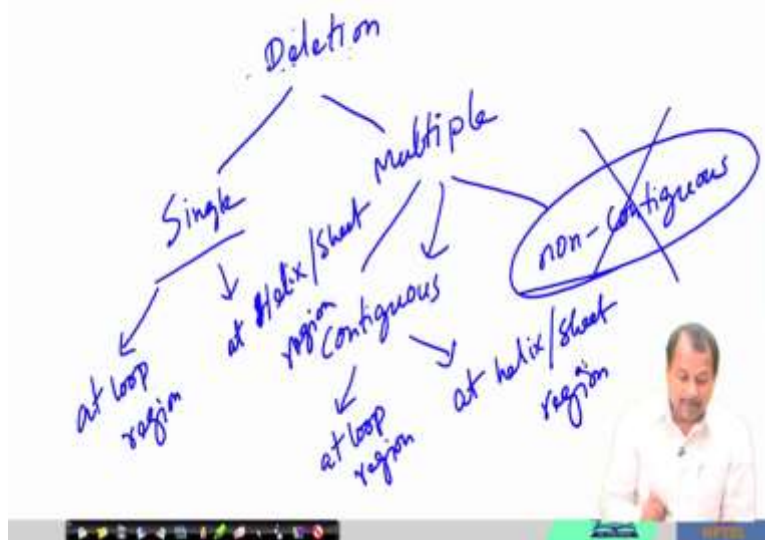 Deletion
Single
Multiple
at loop
region
at Helix/Sheet
region
Contiguous
non-contiguous
at loop
region
at helix/sheet
region
NPTEL